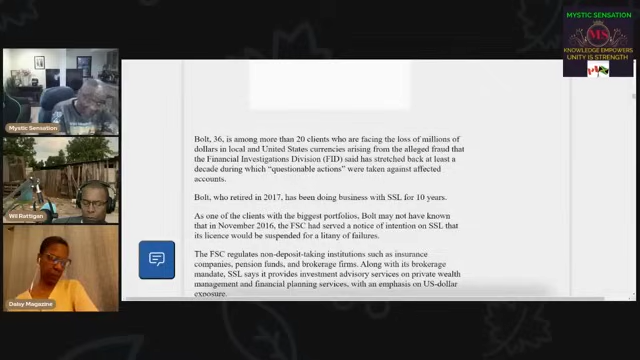 MYSTIC SENSATION
MS
KNOWLEDGE EMPOWERS
UNITY IS STRENGTH
Bolt, 36, is among more than 20 clients who are facing the loss of millions of
dollars in local and United States currencies arising from the alleged fraud that
the Financial Investigations Division (FID) said has stretched back at least a
decade during which "questionable actions" were taken against affected
accounts.
Bolt, who retired in 2017, has been doing business with SSL for 10 years.
As one of the clients with the biggest portfolios, Bolt may not have known
that in November 2016, the FSC had served a notice of intention on SSL that
its licence would be suspended for a litany of failures.
The FSC regulates non-deposit-taking institutions such as insurance
companies, pension funds, and brokerage firms. Along with its brokerage
mandate, SSL says it provides investment advisory services on private wealth
management and financial planning services, with an emphasis on US-dollar
exposure.
Mystic Sensation
Wil Rattigan
Daisy Magazine